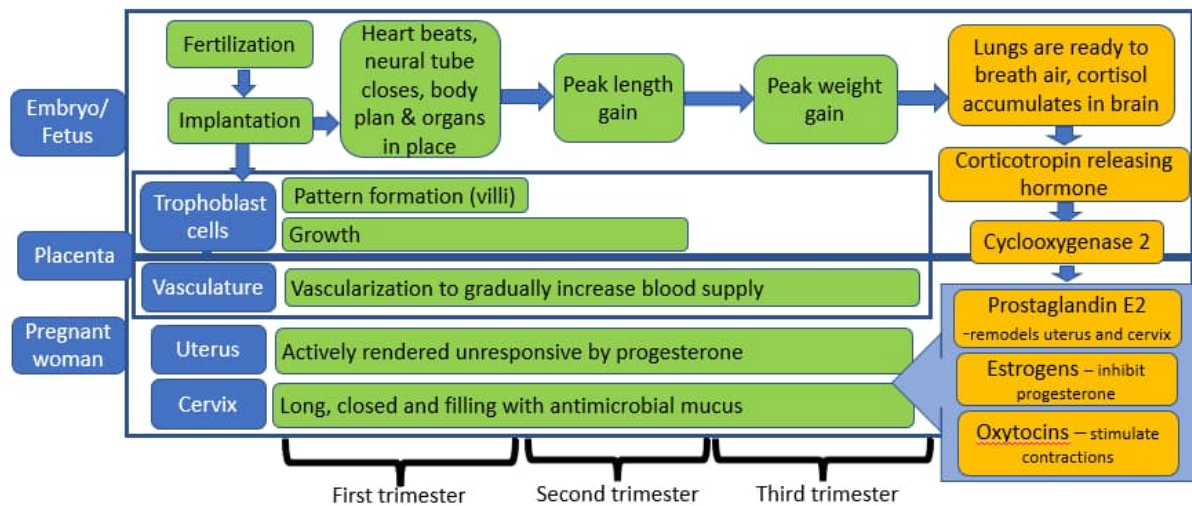 Embryo/
Fetus
Fertilization
Implantation
Heart beats,
neural tube
closes, body
plan & organs
in place
Peak length
gain
Peak weight
gain
Lungs are ready to
breath air, cortisol
accumulates in brain
Corticotropin releasing
hormone
Cyclooxygenase 2
Placenta
Trophoblast
cells
Pattern formation (villi)
Growth
Vasculature
Vascularization to gradually increase blood supply
Pregnant
woman
Uterus
Actively rendered unresponsive by progesterone
Cervix
Long, closed and filling with antimicrobial mucus
Prostaglandin E2
–remodels uterus and cervix
Estrogens – inhibit
progesterone
Oxytocins – stimulate
contractions
First trimester
Second trimester
Third trimester